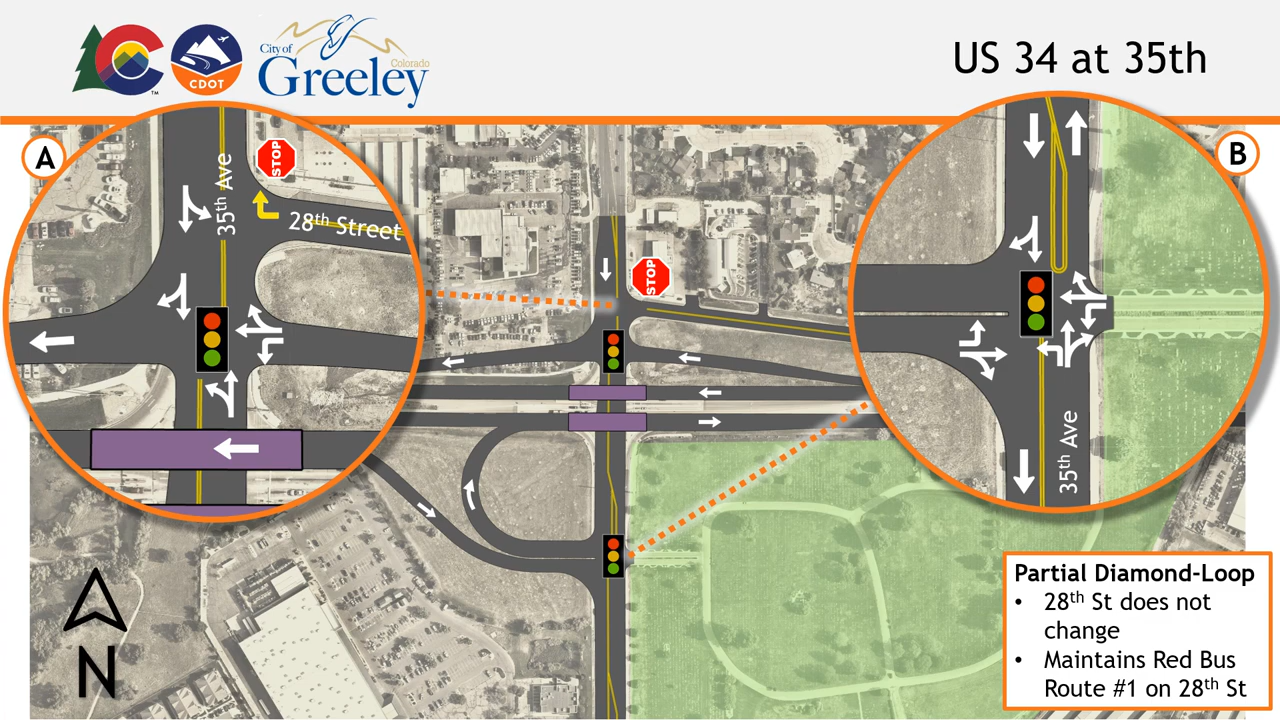 CDOT
TM
City of
Greeley
Colorado
US 34 at 35th
A
STOP
35th Ave
28th Street
STOP
B
35th Ave
N
Partial Diamond-Loop
• 28th St does not
change
• Maintains Red Bus
Route #1 on 28th St